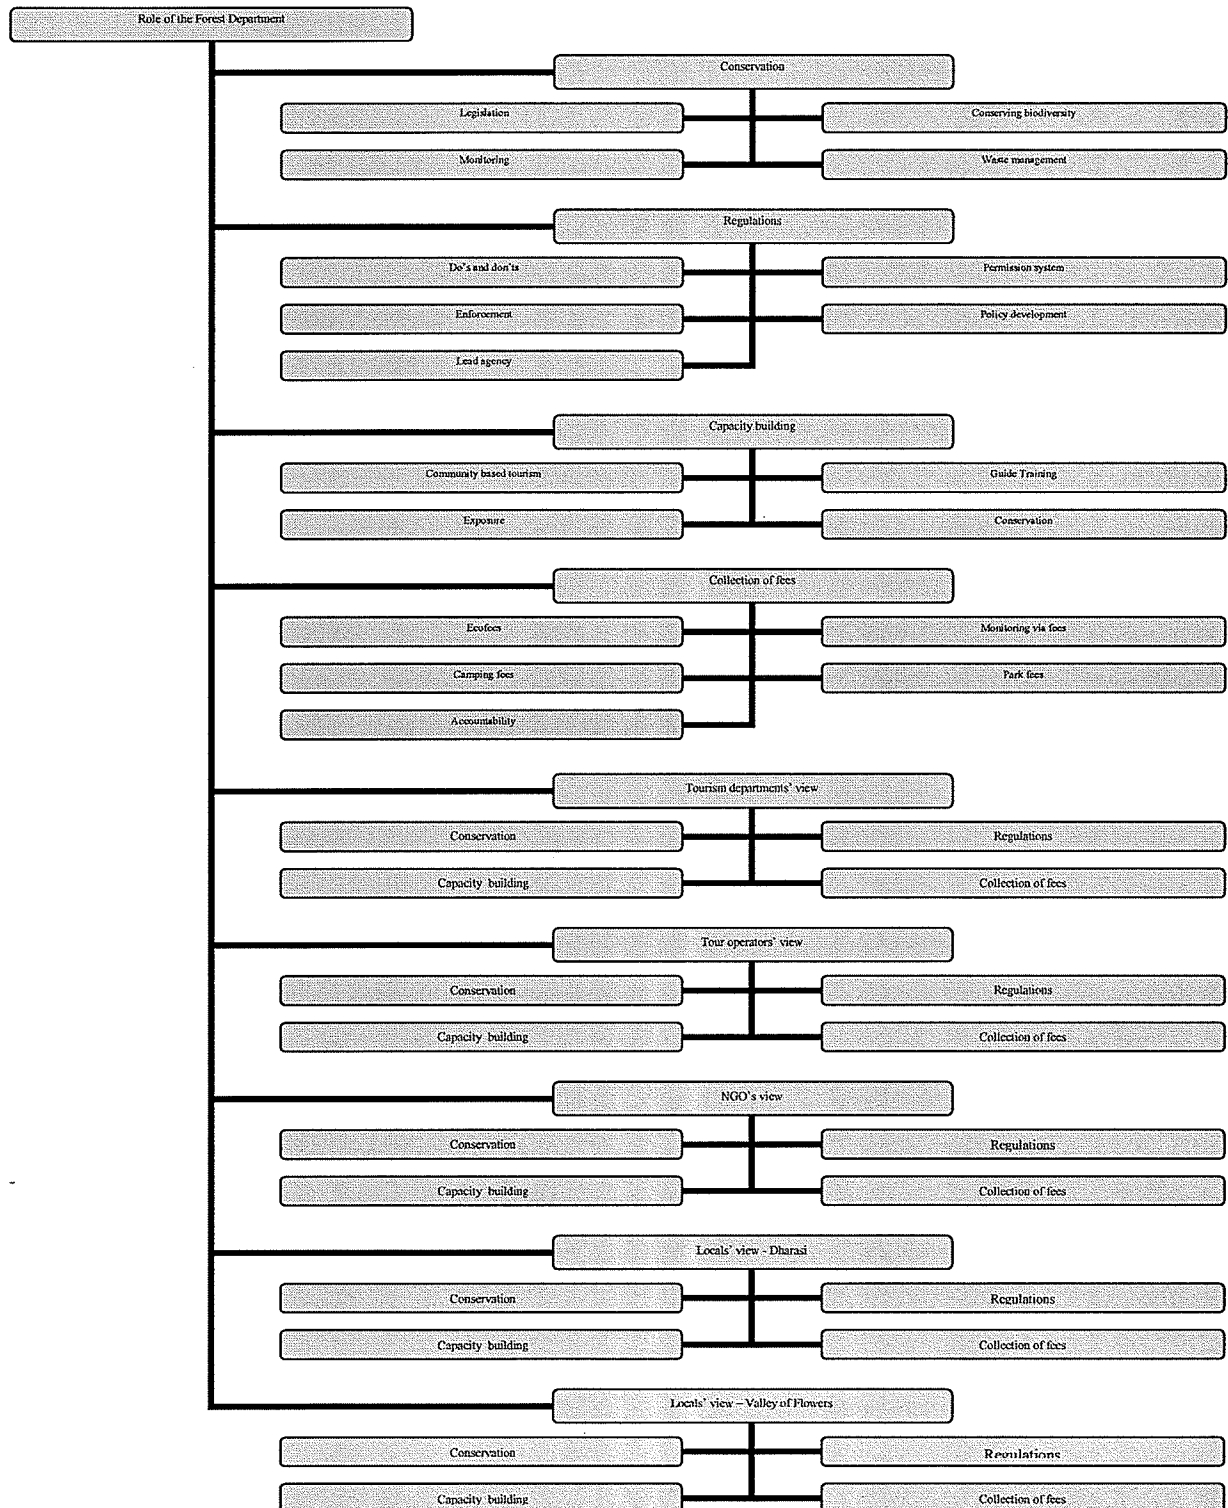 Role of the Forest Department
Conservation
Legislation
Conserving biodiversity
Monitoring
Waste management
Regulations
Do's and don'ts
Permission system
Enforcement
Policy development
Lead agency
Capacity building
Community based tourism
Guide Training
Exposure
Conservation
Collection of fees
Ecofees
Monitoring via fees
Camping fees
Park fees
Accountability
Tourism departments' view
Conservation
Regulations
Capacity building
Collection of fees
Tour operators' view
Conservation
Regulations
Capacity building
Collection of fees
NGO's view
Conservation
Regulations
Capacity building
Collection of fees
Locals' view - Dharasi
Conservation
Regulations
Capacity building
Collection of fees
Locals' view – Valley of Flowers
Conservation
Regulations
Capacity building
Collection of fees